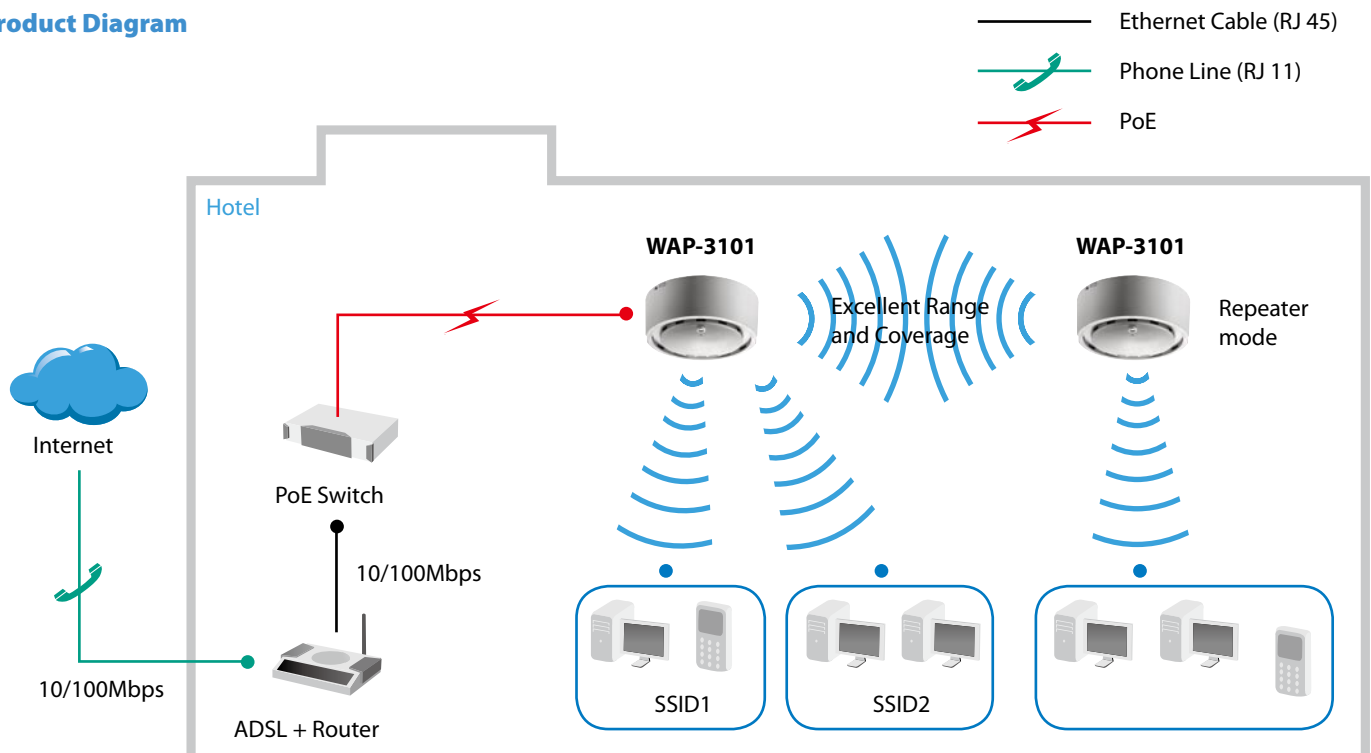 roduct Diagram
Ethernet Cable (RJ 45)
Phone Line (RJ 11)
PoE
Hotel
WAP-3101
WAP-3101
Excellent Range
and Coverage
Repeater
mode
Internet
PoE Switch
10/100Mbps
10/100Mbps
ADSL + Router
SSID1
SSID2